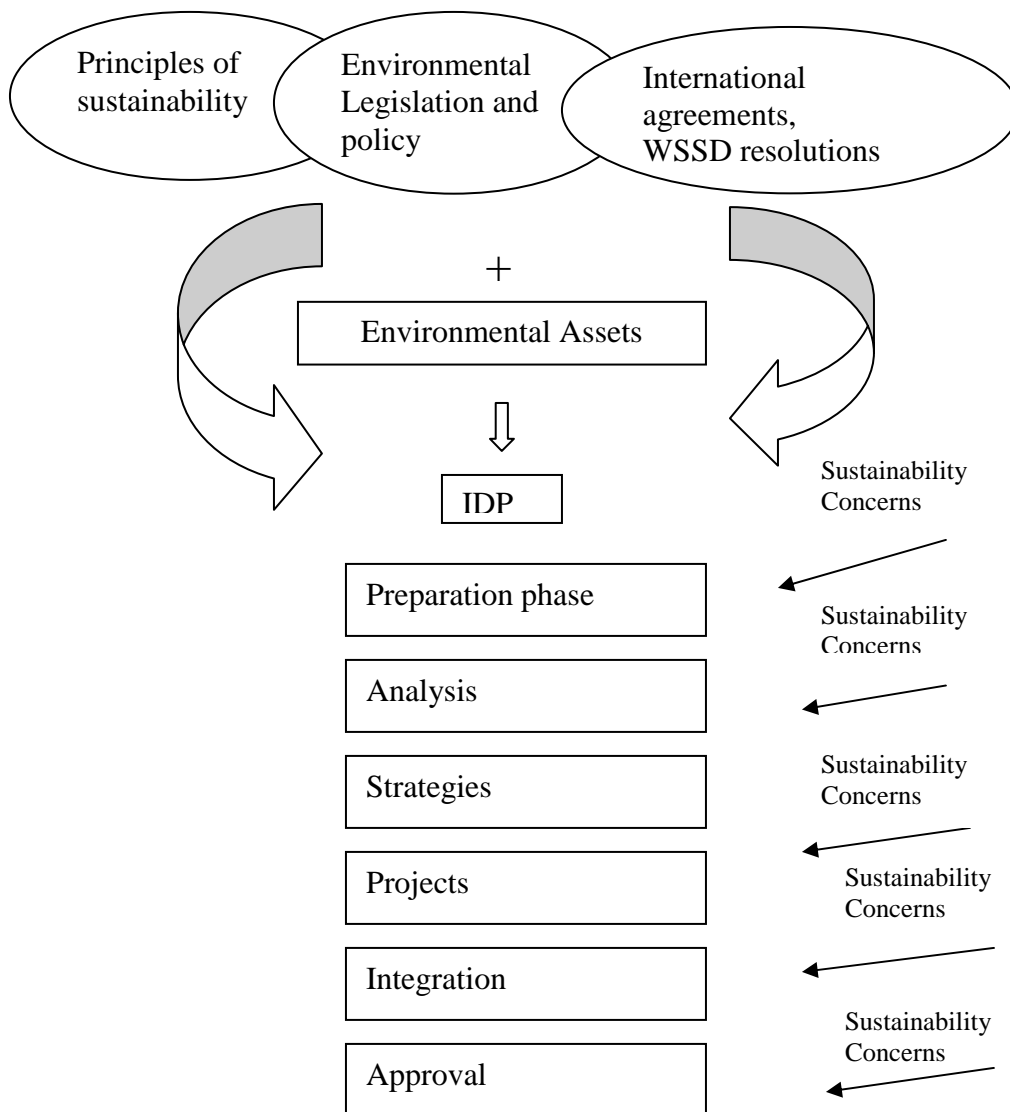 Principles of
sustainability
Environmental
Legislation and
policy
International
agreements,
WSSD resolutions
+
Environmental Assets
IDP
Sustainability
Concerns
Preparation phase
Sustainability
Concerns
Analysis
Strategies
Sustainability
Concerns
Projects
Sustainability
Concerns
Integration
Sustainability
Concerns
Approval